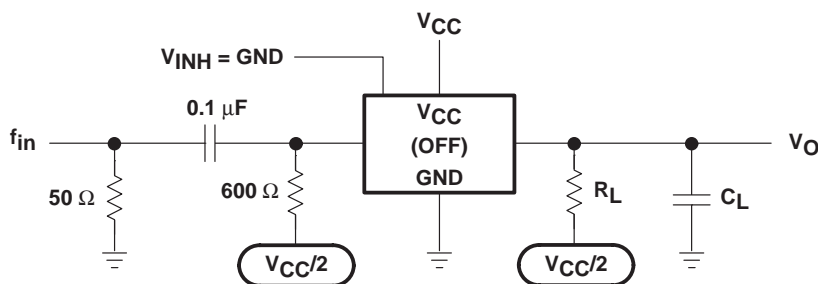 VCC
VINH = GND
0.1 μF
VCC
(OFF)
GND
fin
VO
50 Ω
600 Ω
RL
CL
VCC/2
VCC/2